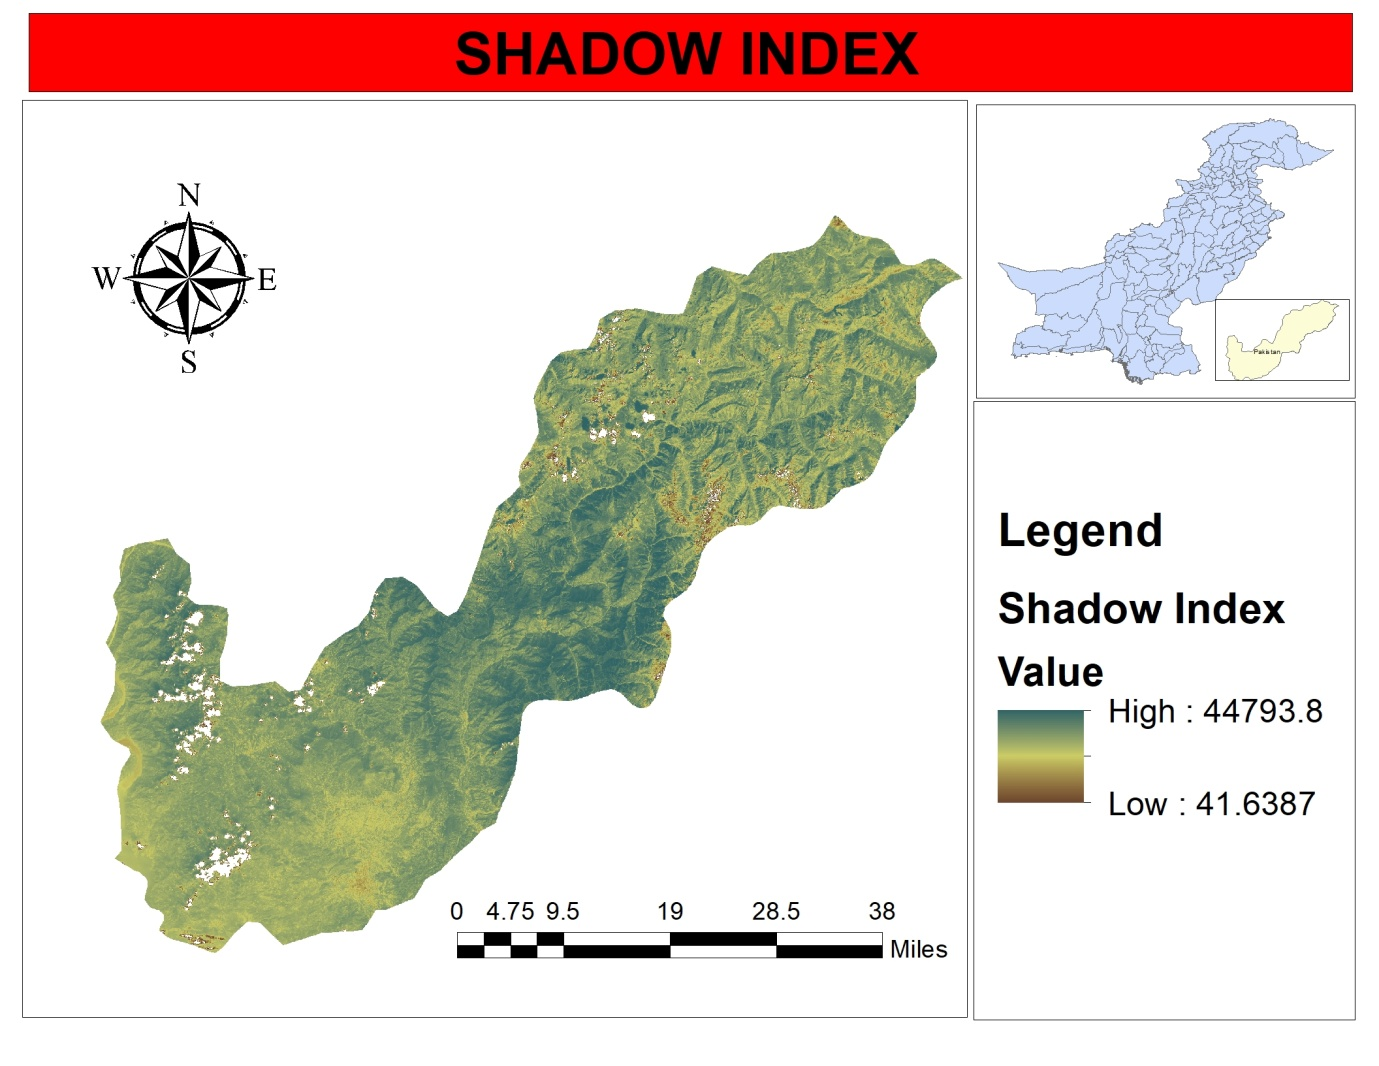 SHADOW INDEX
N
W E
S
Pakistan
Legend
Shadow Index
Value
High : 44793.8
Low : 41.6387
0 4.75 9.5 19 28.5 38
Miles